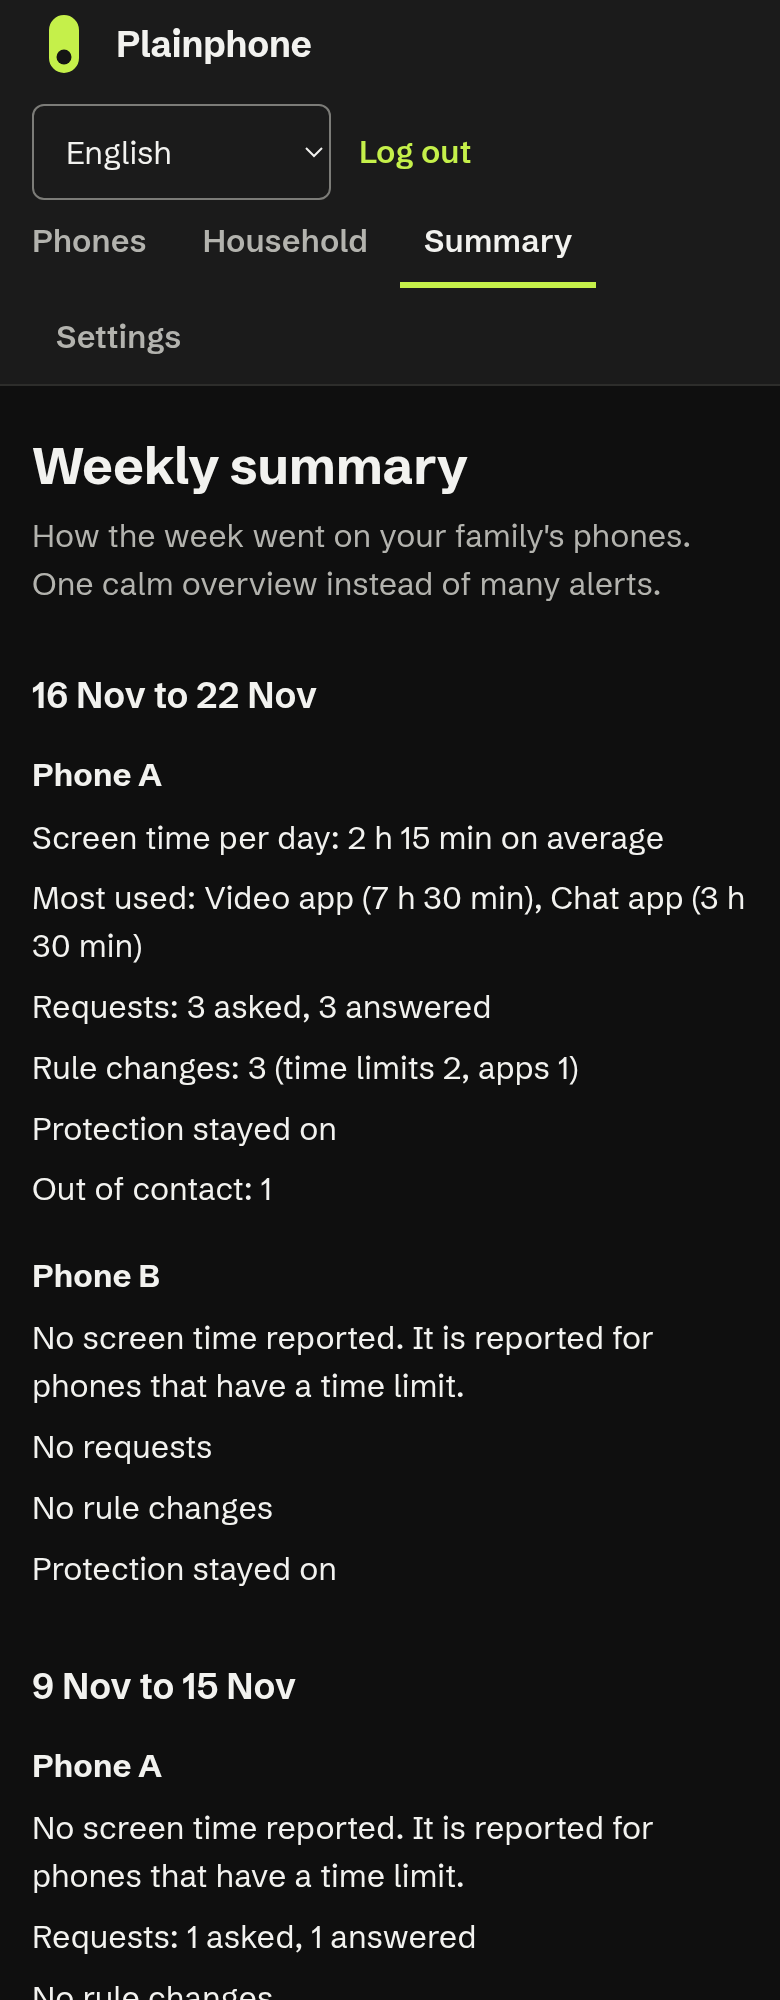 Plainphone
English
Log out
Phones Household Summary
Settings
Weekly summary
How the week went on your family's phones.
One calm overview instead of many alerts.
16 Nov to 22 Nov
Phone A
Screen time per day: 2 h 15 min on average
Most used: Video app (7 h 30 min), Chat app (3 h
30 min)
Requests: 3 asked, 3 answered
Rule changes: 3 (time limits 2, apps 1)
Protection stayed on
Out of contact: 1
Phone B
No screen time reported. It is reported for
phones that have a time limit.
No requests
No rule changes
Protection stayed on
9 Nov to 15 Nov
Phone A
No screen time reported. It is reported for
phones that have a time limit.
Requests: 1 asked, 1 answered
No rule changes